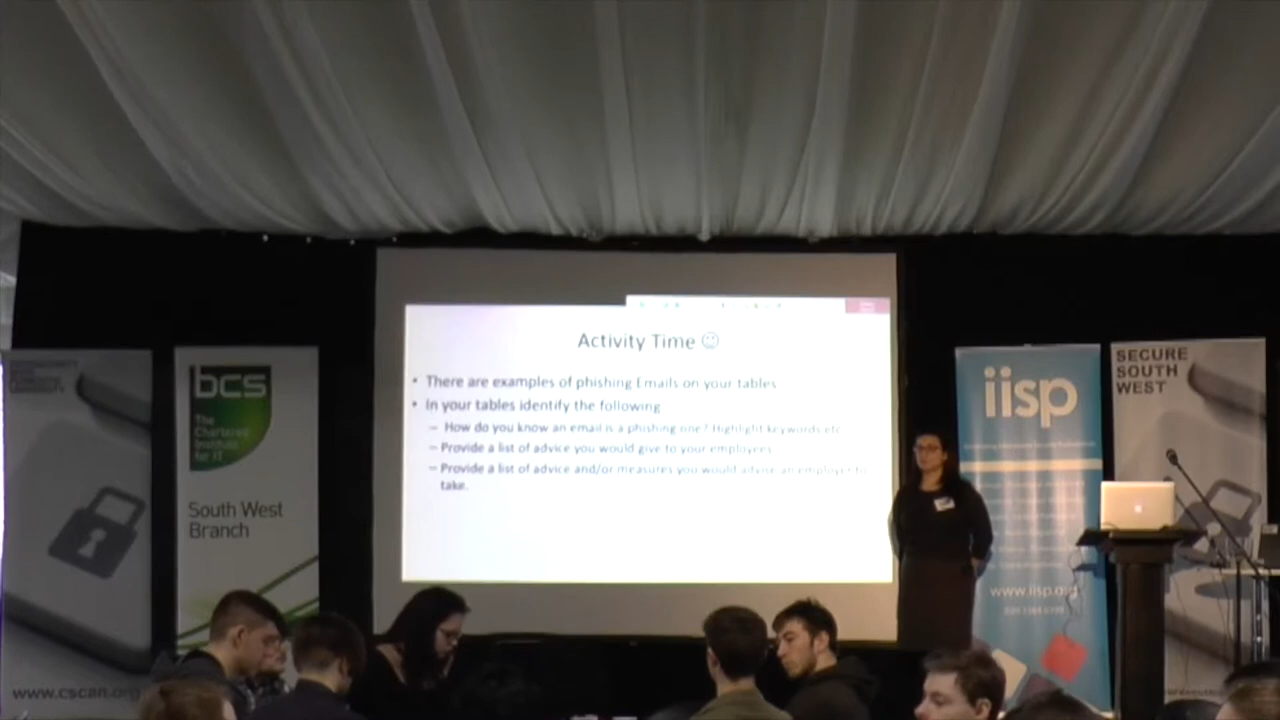 Activity Time ☺
• There are examples of phishing Emails on your tables
• In your tables identify the following
– How do you know an email is a phishing one? Highlight keywords etc
– Provide a list of advice you would give to your employees
– Provide a list of advice and/or measures you would advise an employer to
take.
bcs
The
Chartered
Institute
for IT
South West
Branch
www.cscan.org
iisp
www.iisp.org
SECURE
SOUTH
WEST